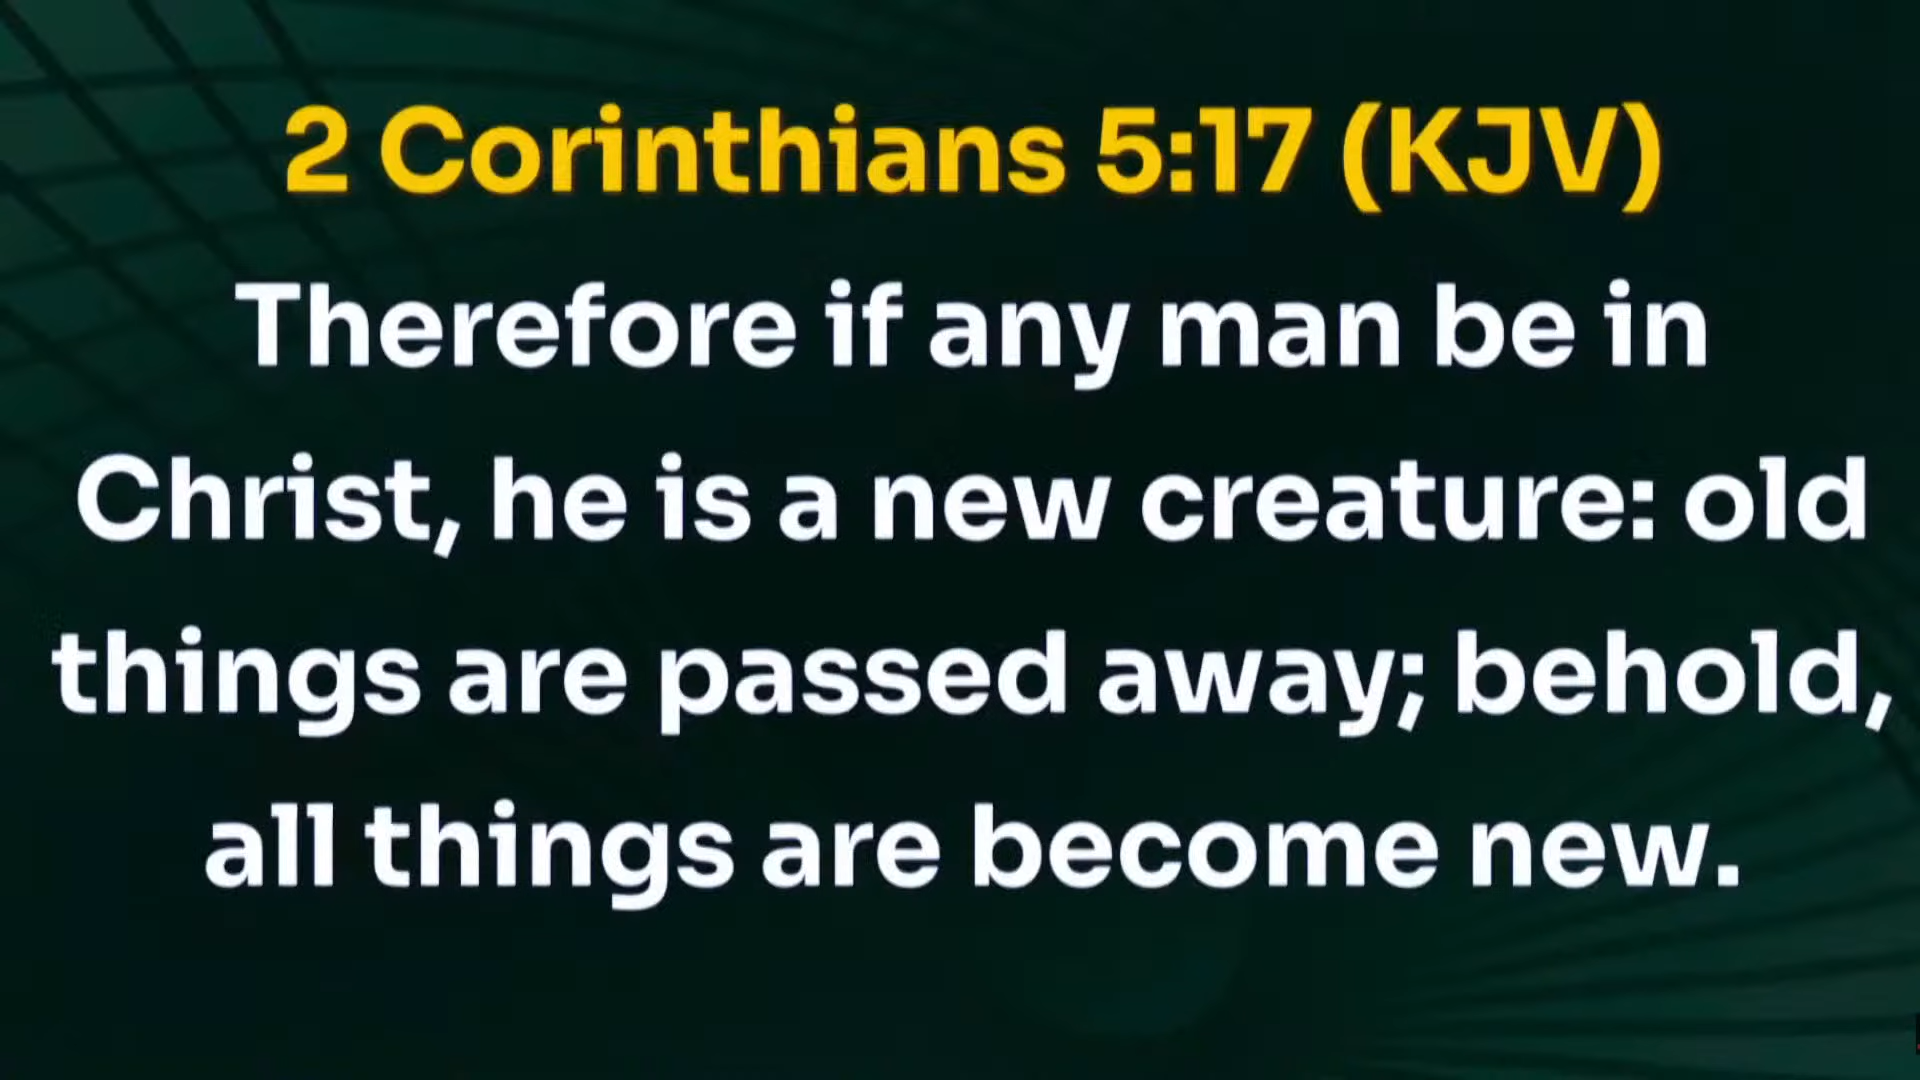 2 Corinthians 5:17 (KJV)
Therefore if any man be in
Christ, he is a new creature: old
things are passed away; behold,
all things are become new.